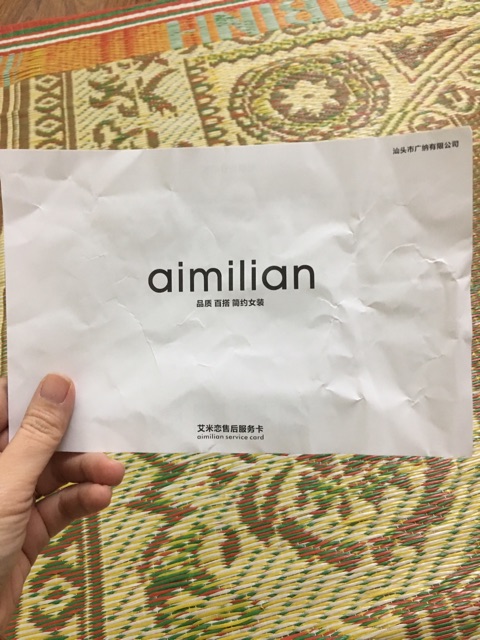 汕头市广纳有限公司
aimilian
品质 百搭 简约女装
艾米恋售后服务卡
aimilian service card